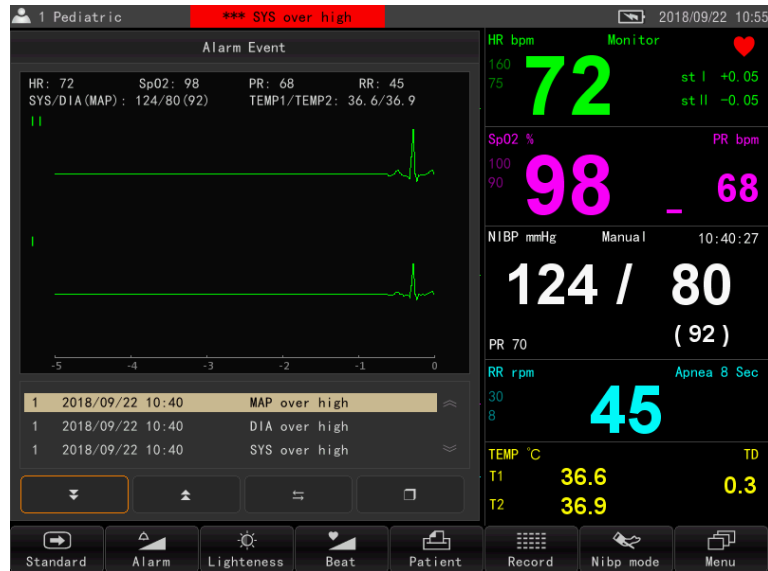 1 Pediatric
*** SYS over high
2018/09/22 10:55
Alarm Event
HR: 72 SpO2: 98 PR: 68 RR: 45
SYS/DIA(MAP): 124/80(92) TEMP1/TEMP2: 36.6/36.9
II
I
-5 -4 -3 -2 -1 0
1 2018/09/22 10:40 MAP over high
1 2018/09/22 10:40 DIA over high
1 2018/09/22 10:40 SYS over high
HR bpm Monitor
160
75
72
st I +0.05
st II -0.05
SpO2 % PR bpm
100
90
98
68
NIBP mmHg Manual 10:40:27
124 / 80
(92)
PR 70
RR rpm Apnea 8 Sec
30
8
45
TEMP °C TD
T1 36.6
T2 36.9
0.3
Standard Alarm Lighteness Beat Patient Record Nibp mode Menu